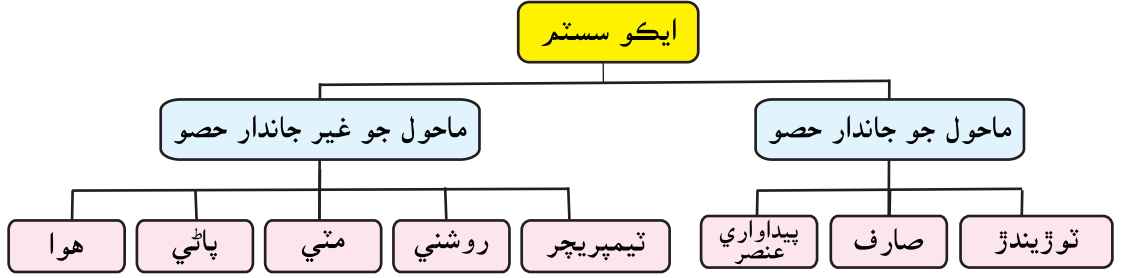 ايڪو سسٽم
ماحول جو جاندار حصو
ماحول جو غير جاندار حصو
ٽوڙيندڙ
صارف
پيداواري
عنصر
ٽيمپريچر
روشني
مٽي
پاڻي
هوا